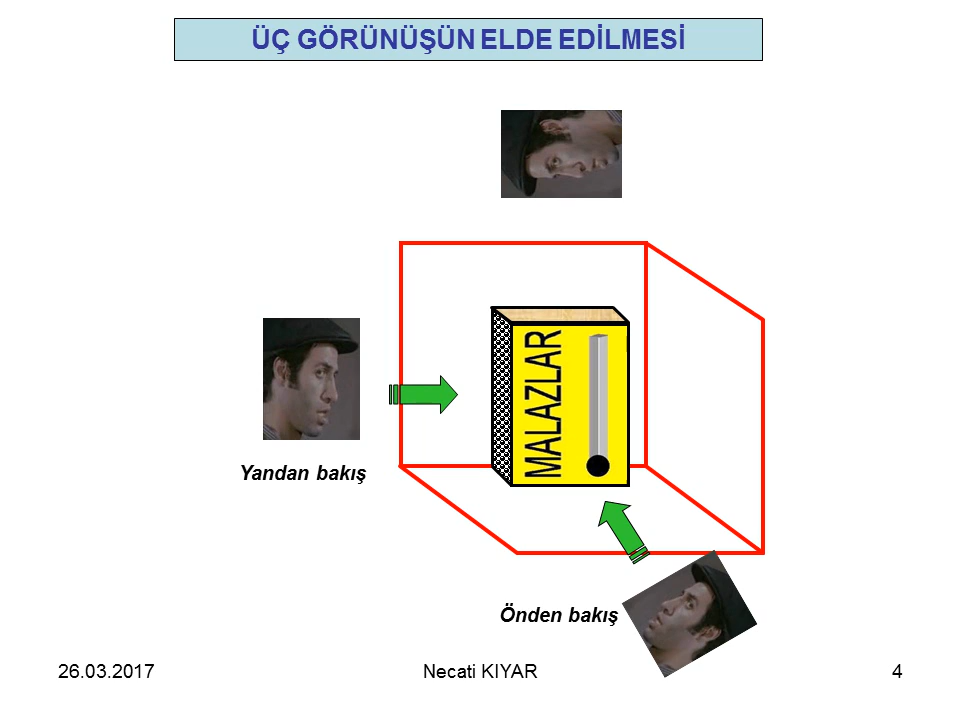 ÜÇ GÖRÜNÜŞÜN ELDE EDİLMESİ
MALAZLAR
Yandan bakış
Önden bakış
26.03.2017
Necati KIYAR
4